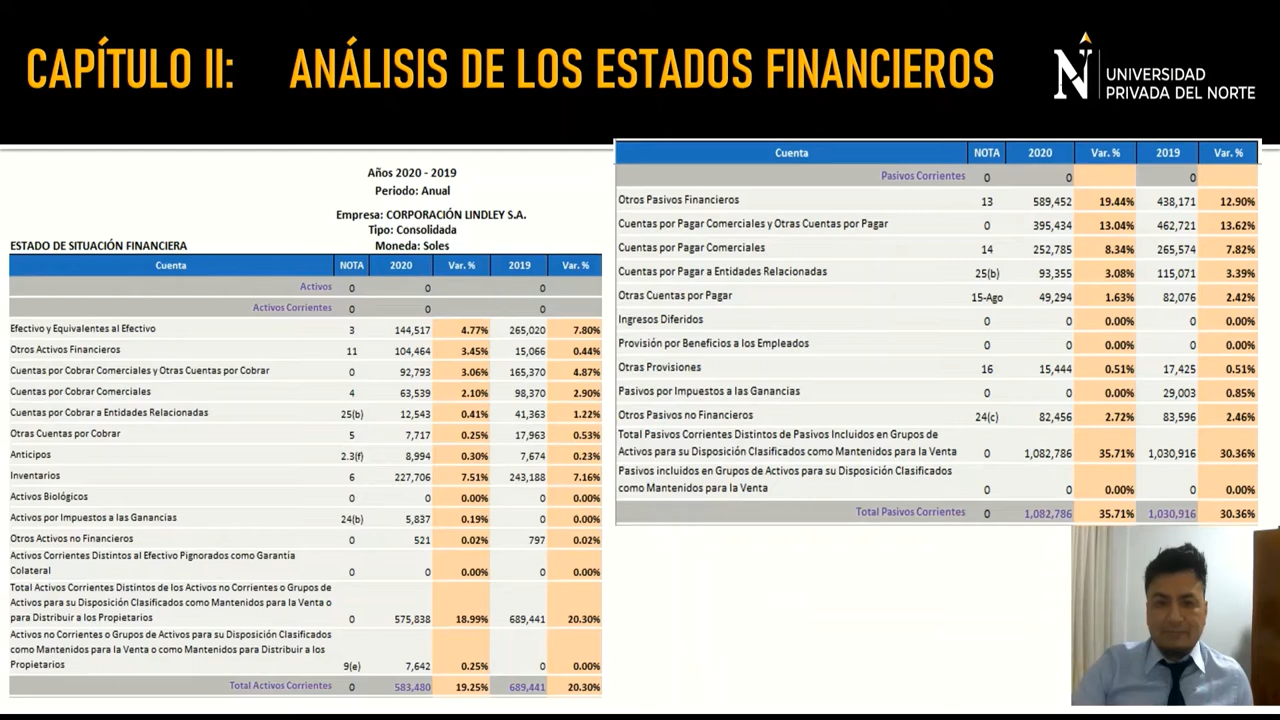 CAPÍTULO II: ANÁLISIS DE LOS ESTADOS FINANCIEROS
UNIVERSIDAD
PRIVADA DEL NORTE
Años 2020 - 2019
Periodo: Anual
Empresa: CORPORACIÓN LINDLEY S.A.
Tipo: Consolidada
ESTADO DE SITUACIÓN FINANCIERA Moneda: Soles
Cuenta NOTA 2020 Var. % 2019 Var. %
Activos 0 0 0
Activos Corrientes 0 0 0
Efectivo y Equivalentes al Efectivo 3 144,517 4.77% 265,020 7.80%
Otros Activos Financieros 11 104,464 3.45% 15,066 0.44%
Cuentas por Cobrar Comerciales y Otras Cuentas por Cobrar 0 92,793 3.06% 165,370 4.87%
Cuentas por Cobrar Comerciales 4 63,539 2.10% 98,370 2.90%
Cuentas por Cobrar a Entidades Relacionadas 25(b) 12,543 0.41% 41,363 1.22%
Otras Cuentas por Cobrar 5 7,717 0.25% 17,963 0.53%
Anticipos 2.3(f) 8,994 0.30% 7,674 0.23%
Inventarios 6 227,706 7.51% 243,188 7.16%
Activos Biológicos 0 0 0.00% 0 0.00%
Activos por Impuestos a las Ganancias 24(b) 5,837 0.19% 0 0.00%
Otros Activos no Financieros 0 521 0.02% 797 0.02%
Activos Corrientes Distintos al Efectivo Pignorados como Garantia
Colateral 0 0 0.00% 0 0.00%
Total Activos Corrientes Distintos de los Activos no Corrientes o Grupos de
Activos para su Disposición Clasificados como Mantenidos para la Venta o
para Distribuir a los Propietarios 0 575,838 18.99% 689,441 20.30%
Activos no Corrientes o Grupos de Activos para su Disposición Clasificados
como Mantenidos para la Venta o como Mantenidos para Distribuir a los
Propietarios 9(e) 7,642 0.25% 0 0.00%
Total Activos Corrientes 0 583,480 19.25% 689,441 20.30%
Cuenta NOTA 2020 Var. % 2019 Var. %
Pasivos Corrientes 0 0 0
Otros Pasivos Financieros 13 589,452 19.44% 438,171 12.90%
Cuentas por Pagar Comerciales y Otras Cuentas por Pagar 0 395,434 13.04% 462,721 13.62%
Cuentas por Pagar Comerciales 14 252,785 8.34% 265,574 7.82%
Cuentas por Pagar a Entidades Relacionadas 25(b) 93,355 3.08% 115,071 3.39%
Otras Cuentas por Pagar 15-Ago 49,294 1.63% 82,076 2.42%
Ingresos Diferidos 0 0 0.00% 0 0.00%
Provisión por Beneficios a los Empleados 0 0 0.00% 0 0.00%
Otras Provisiones 16 15,444 0.51% 17,425 0.51%
Pasivos por Impuestos a las Ganancias 0 0 0.00% 29,003 0.85%
Otros Pasivos no Financieros 24(c) 82,456 2.72% 83,596 2.46%
Total Pasivos Corrientes Distintos de Pasivos Incluidos en Grupos de
Activos para su Disposición Clasificados como Mantenidos para la Venta 0 1,082,786 35.71% 1,030,916 30.36%
Pasivos incluidos en Grupos de Activos para su Disposición Clasificados
como Mantenidos para la Venta 0 0 0.00% 0 0.00%
Total Pasivos Corrientes 0 1,082,786 35.71% 1,030,916 30.36%